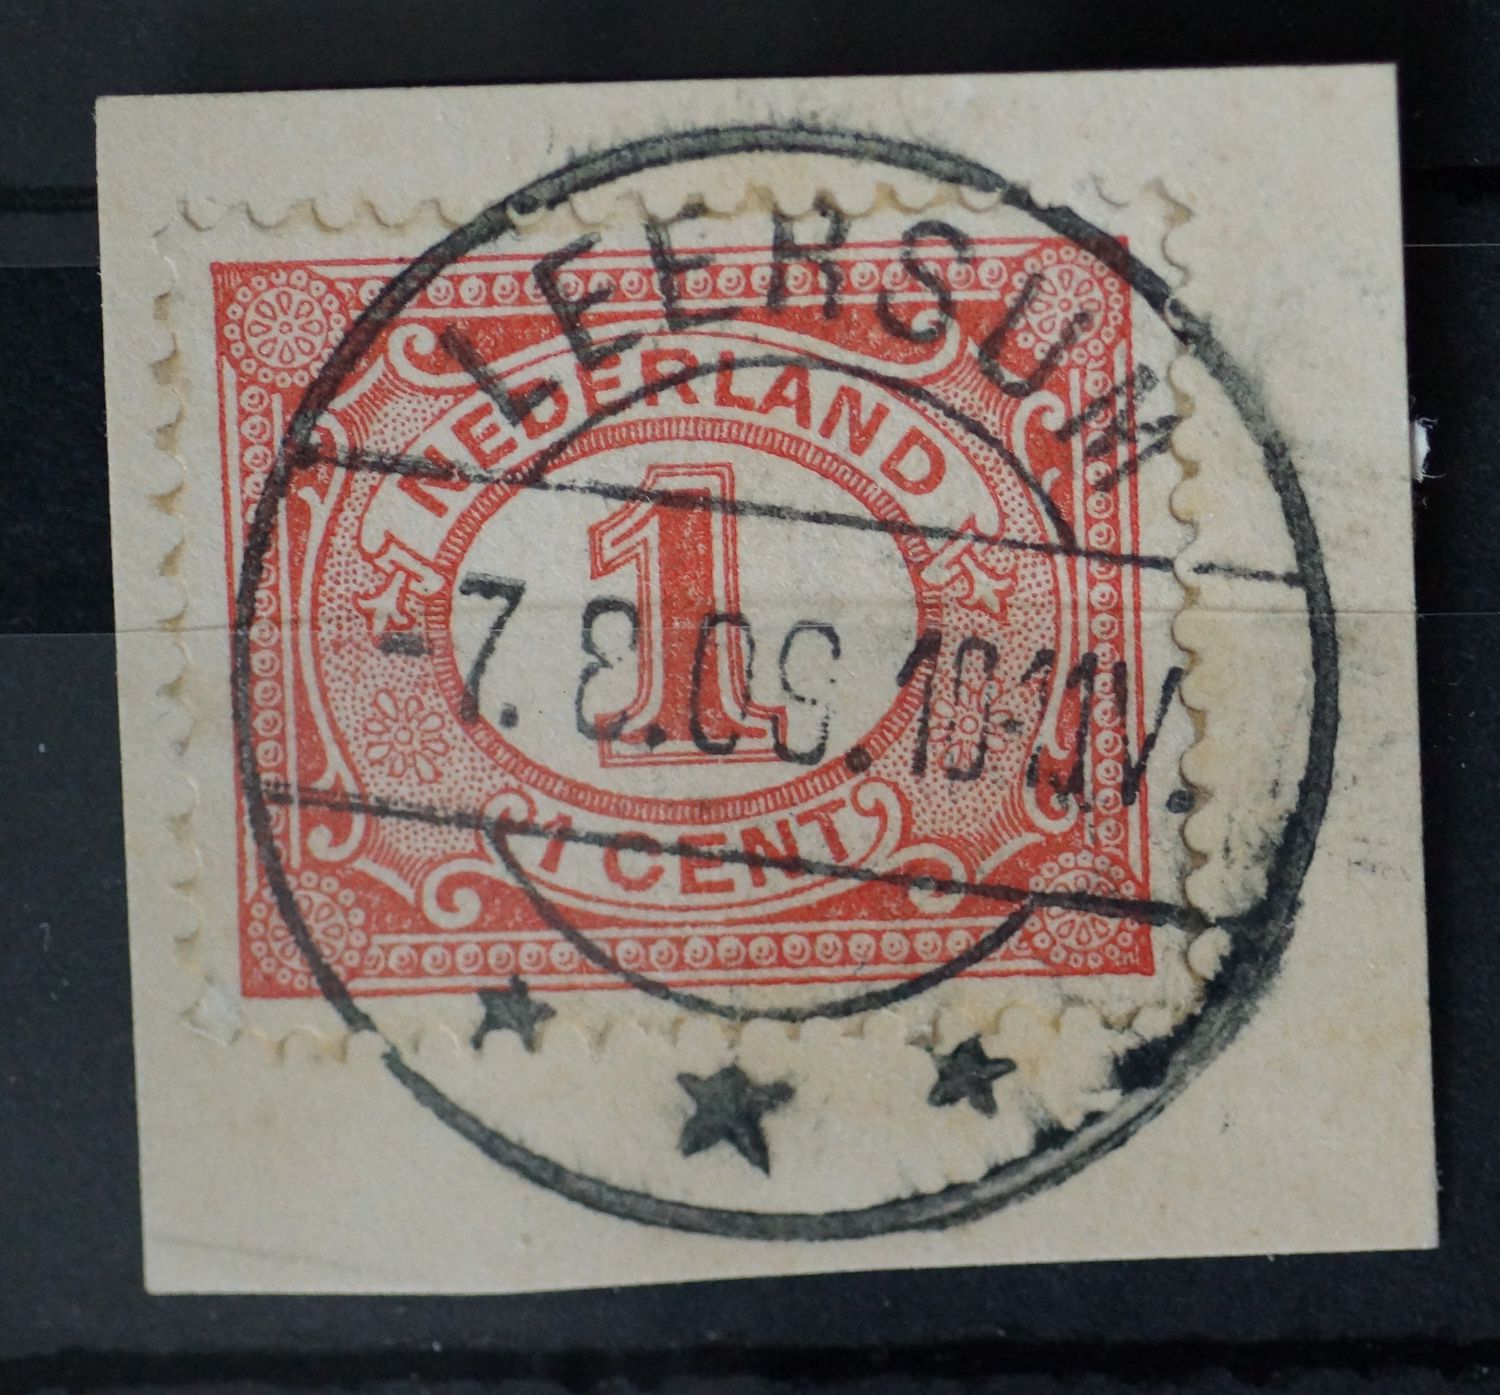 LEERSUM
NEDERLAND
1
-7.8.09.10-11V.
1 CENT